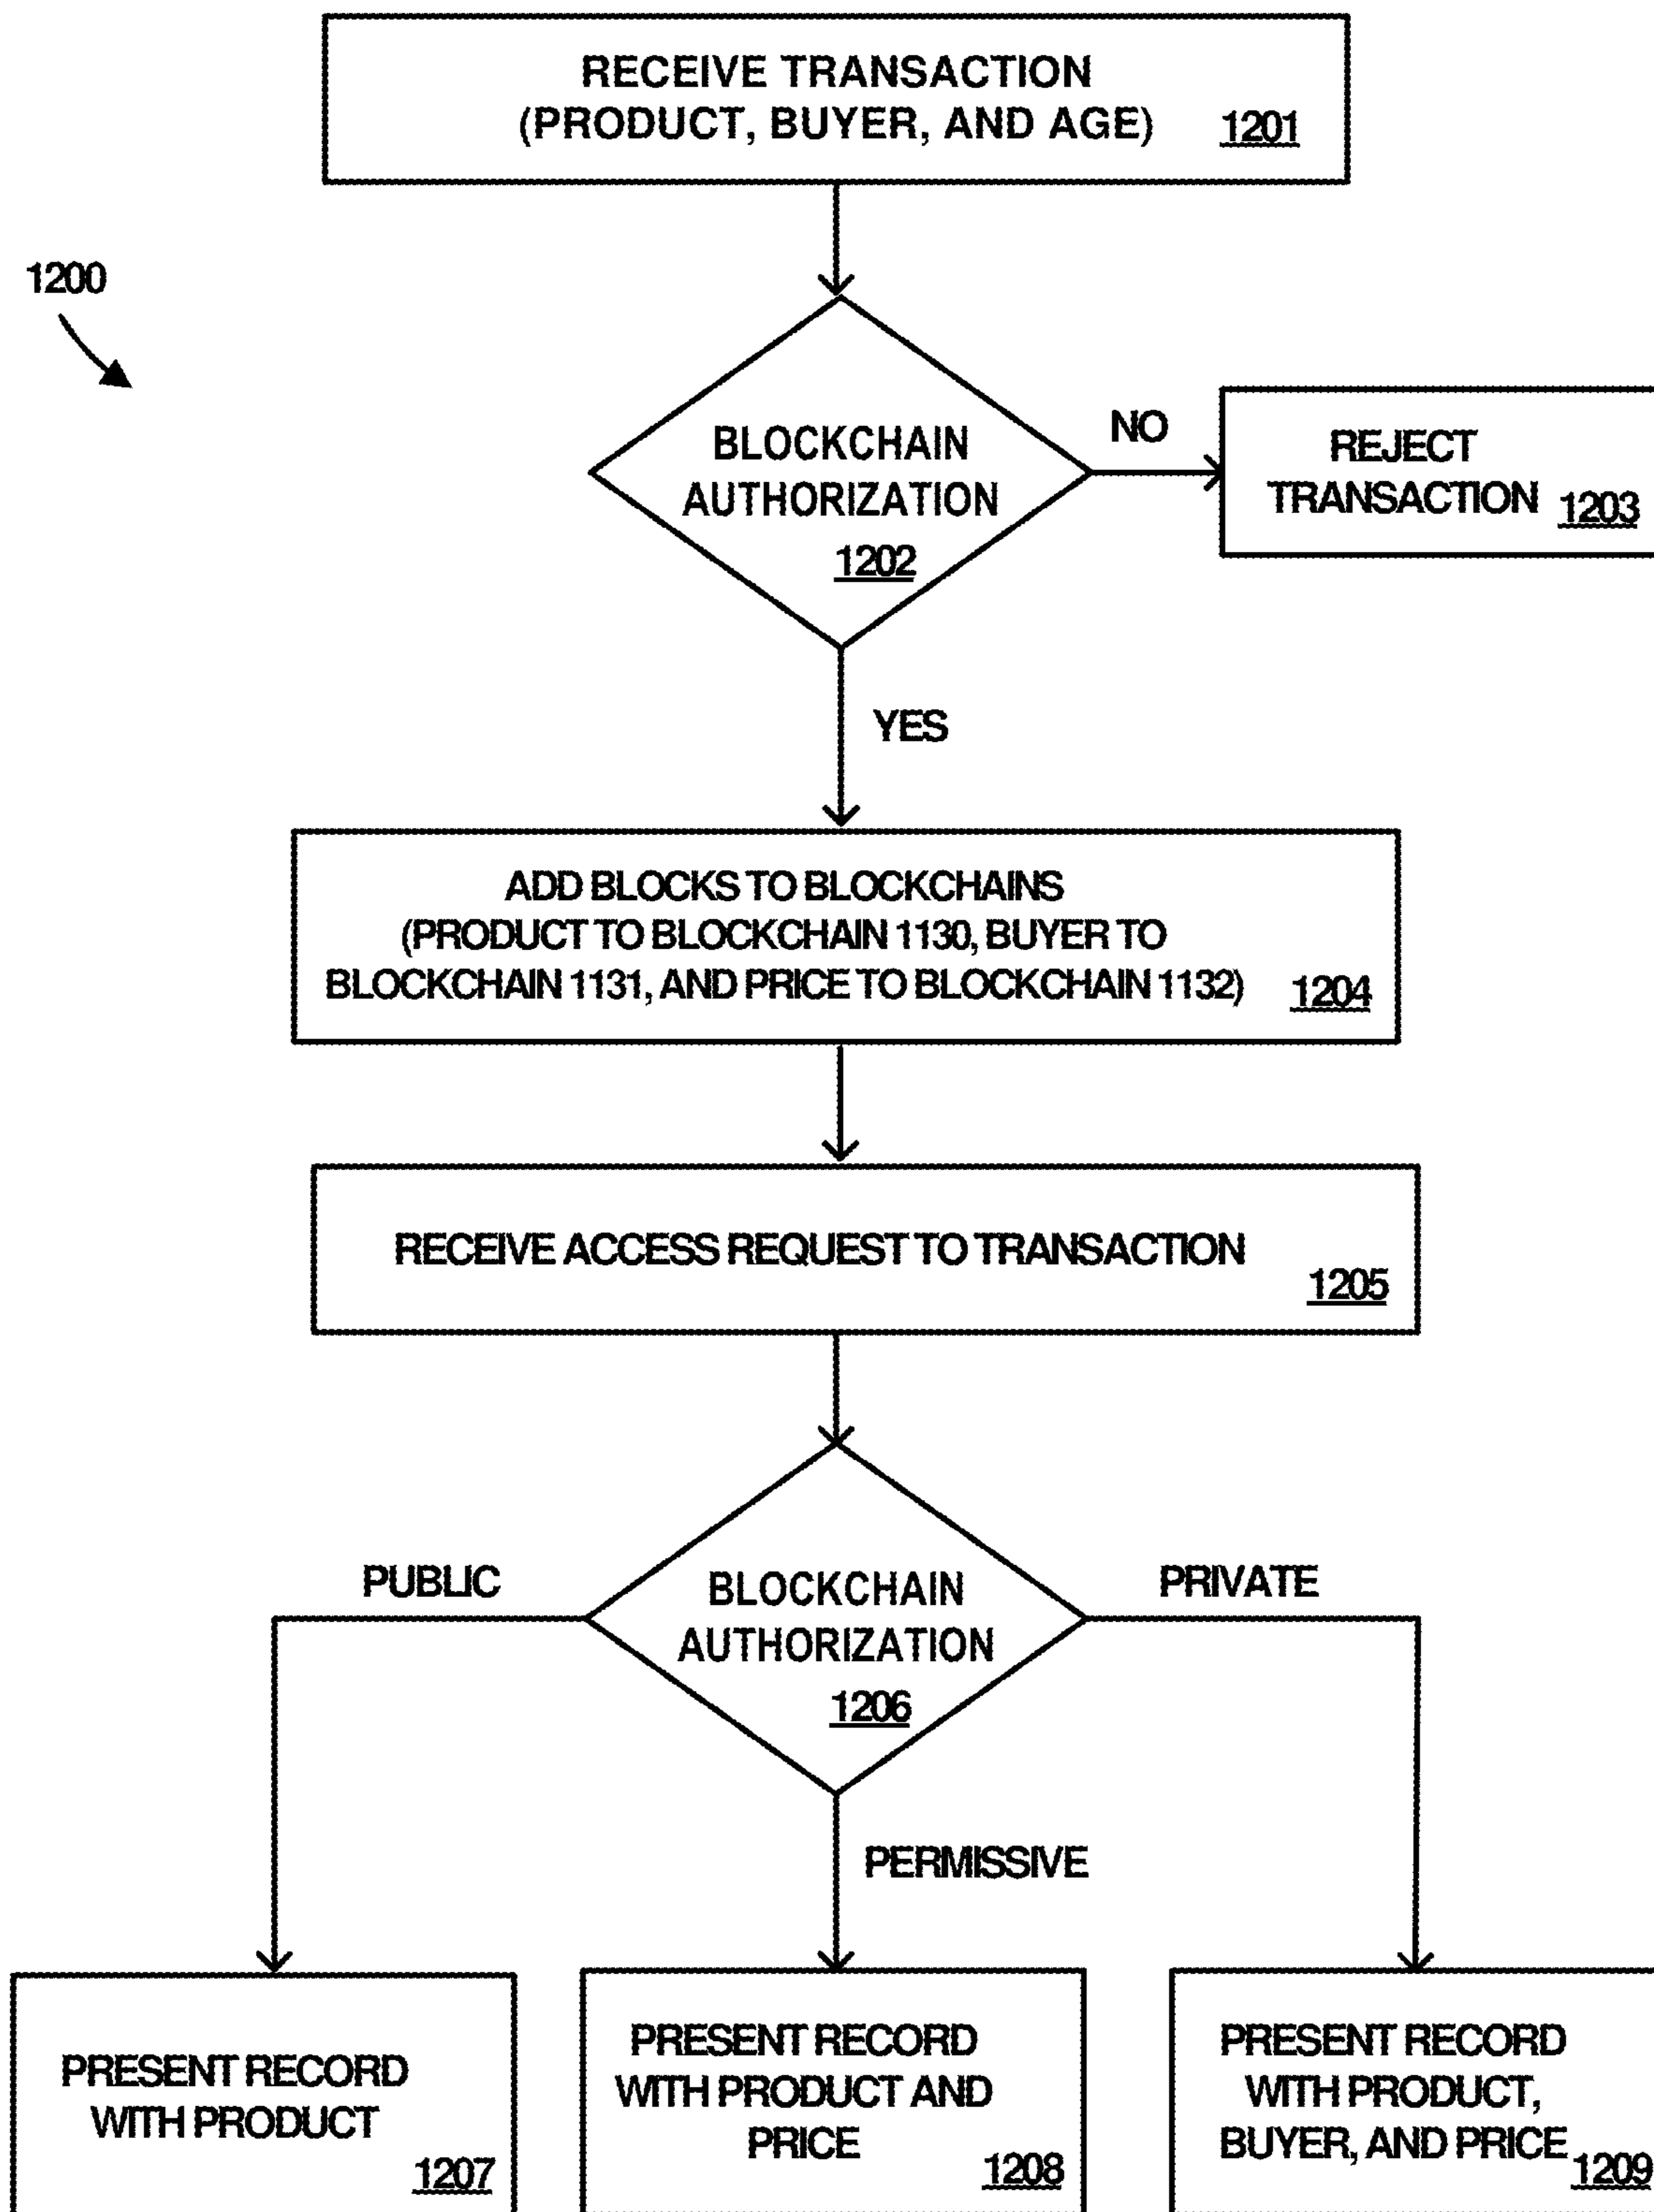 RECEIVE TRANSACTION
(PRODUCT, BUYER, AND AGE) 1201
1200
BLOCKCHAIN
AUTHORIZATION
1202
NO
REJECT
TRANSACTION 1203
YES
ADD BLOCKS TO BLOCKCHAINS
(PRODUCT TO BLOCKCHAIN 1130, BUYER TO
BLOCKCHAIN 1131, AND PRICE TO BLOCKCHAIN 1132) 1204
RECEIVE ACCESS REQUEST TO TRANSACTION
1205
PUBLIC
BLOCKCHAIN
AUTHORIZATION
1206
PRIVATE
PERMISSIVE
PRESENT RECORD
WITH PRODUCT
1207
PRESENT RECORD
WITH PRODUCT AND
PRICE
1208
PRESENT RECORD
WITH PRODUCT,
BUYER, AND PRICE
1209